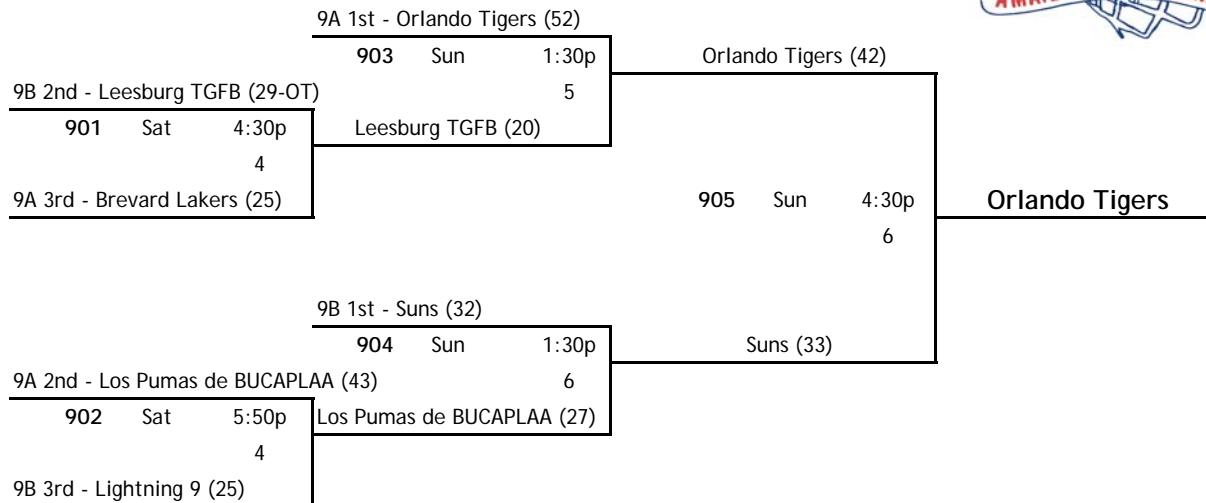 9A 1st - Orlando Tigers (52)
903 Sun 1:30p
Orlando Tigers (42)
9B 2nd - Leesburg TGFB (29-OT)
5
901 Sat 4:30p
Leesburg TGFB (20)
4
9A 3rd - Brevard Lakers (25)
905 Sun 4:30p
Orlando Tigers
6
9B 1st - Suns (32)
904 Sun 1:30p
Suns (33)
9A 2nd - Los Pumas de BUCAPLAA (43)
6
902 Sat 5:50p
Los Pumas de BUCAPLAA (27)
4
9B 3rd - Lightning 9 (25)